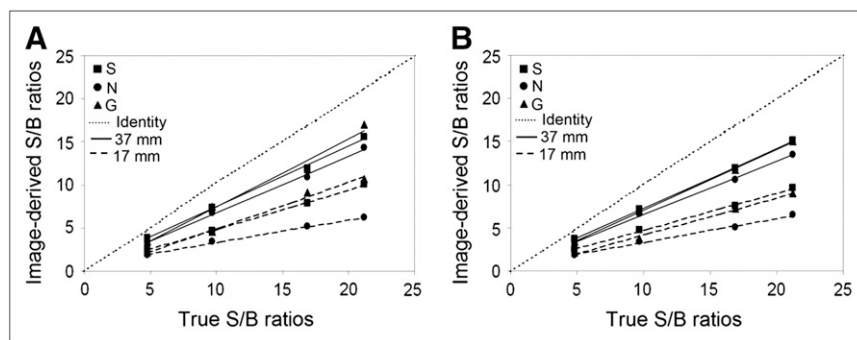 A
25
20
15
10
5
0
0 5 10 15 20 25
S
N
G
Identity
37 mm
17 mm
Image-derived S/B ratios
True S/B ratios
B
25
20
15
10
5
0
0 5 10 15 20 25
S
N
G
Identity
37 mm
17 mm
Image-derived S/B ratios
True S/B ratios